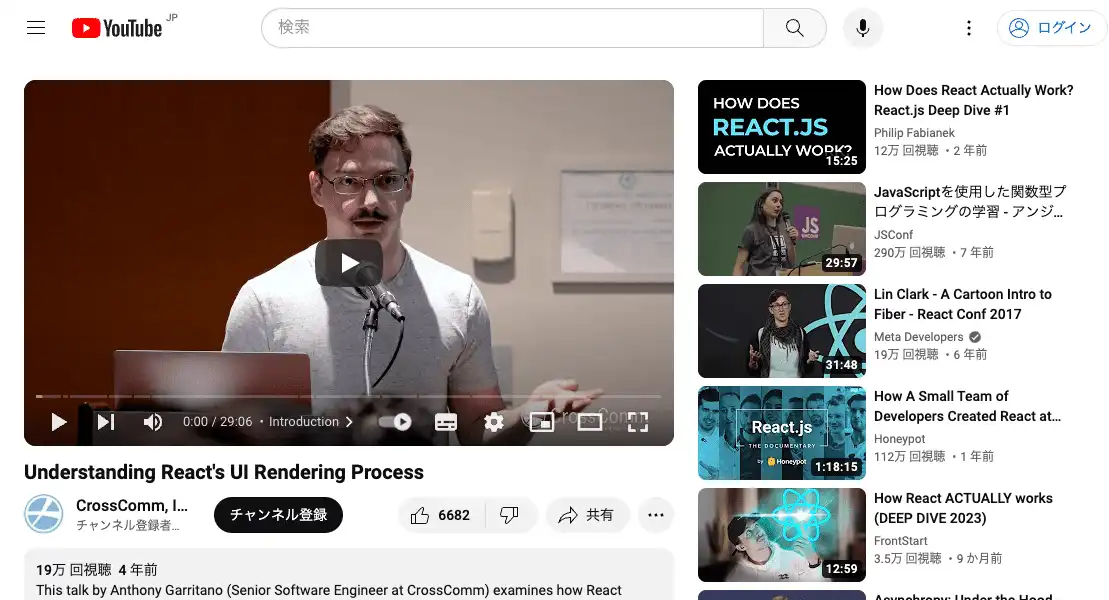 YouTube JP
検索
ログイン
0:00 / 29:06 • Introduction
CrossComm
Understanding React's UI Rendering Process
CrossComm, I...
チャンネル登録者...
チャンネル登録
6682
共有
19万 回視聴 4 年前
This talk by Anthony Garritano (Senior Software Engineer at CrossComm) examines how React
HOW DOES
REACT.JS
ACTUALLY WORK?
15:25
How Does React Actually Work?
React.js Deep Dive #1
Philip Fabianek
12万 回視聴 • 2 年前
JS
29:57
JavaScriptを使用した関数型プ
ログラミングの学習 - アンジ...
JSConf
290万 回視聴 • 7 年前
31:48
Lin Clark - A Cartoon Intro to
Fiber - React Conf 2017
Meta Developers
19万 回視聴 • 6 年前
React.js
THE DOCUMENTARY
by Honeypot
1:18:15
How A Small Team of
Developers Created React at...
Honeypot
112万 回視聴 • 1 年前
12:59
How React ACTUALLY works
(DEEP DIVE 2023)
FrontStart
3.5万 回視聴 • 9 か月前
Asynchrony: Under the Hood